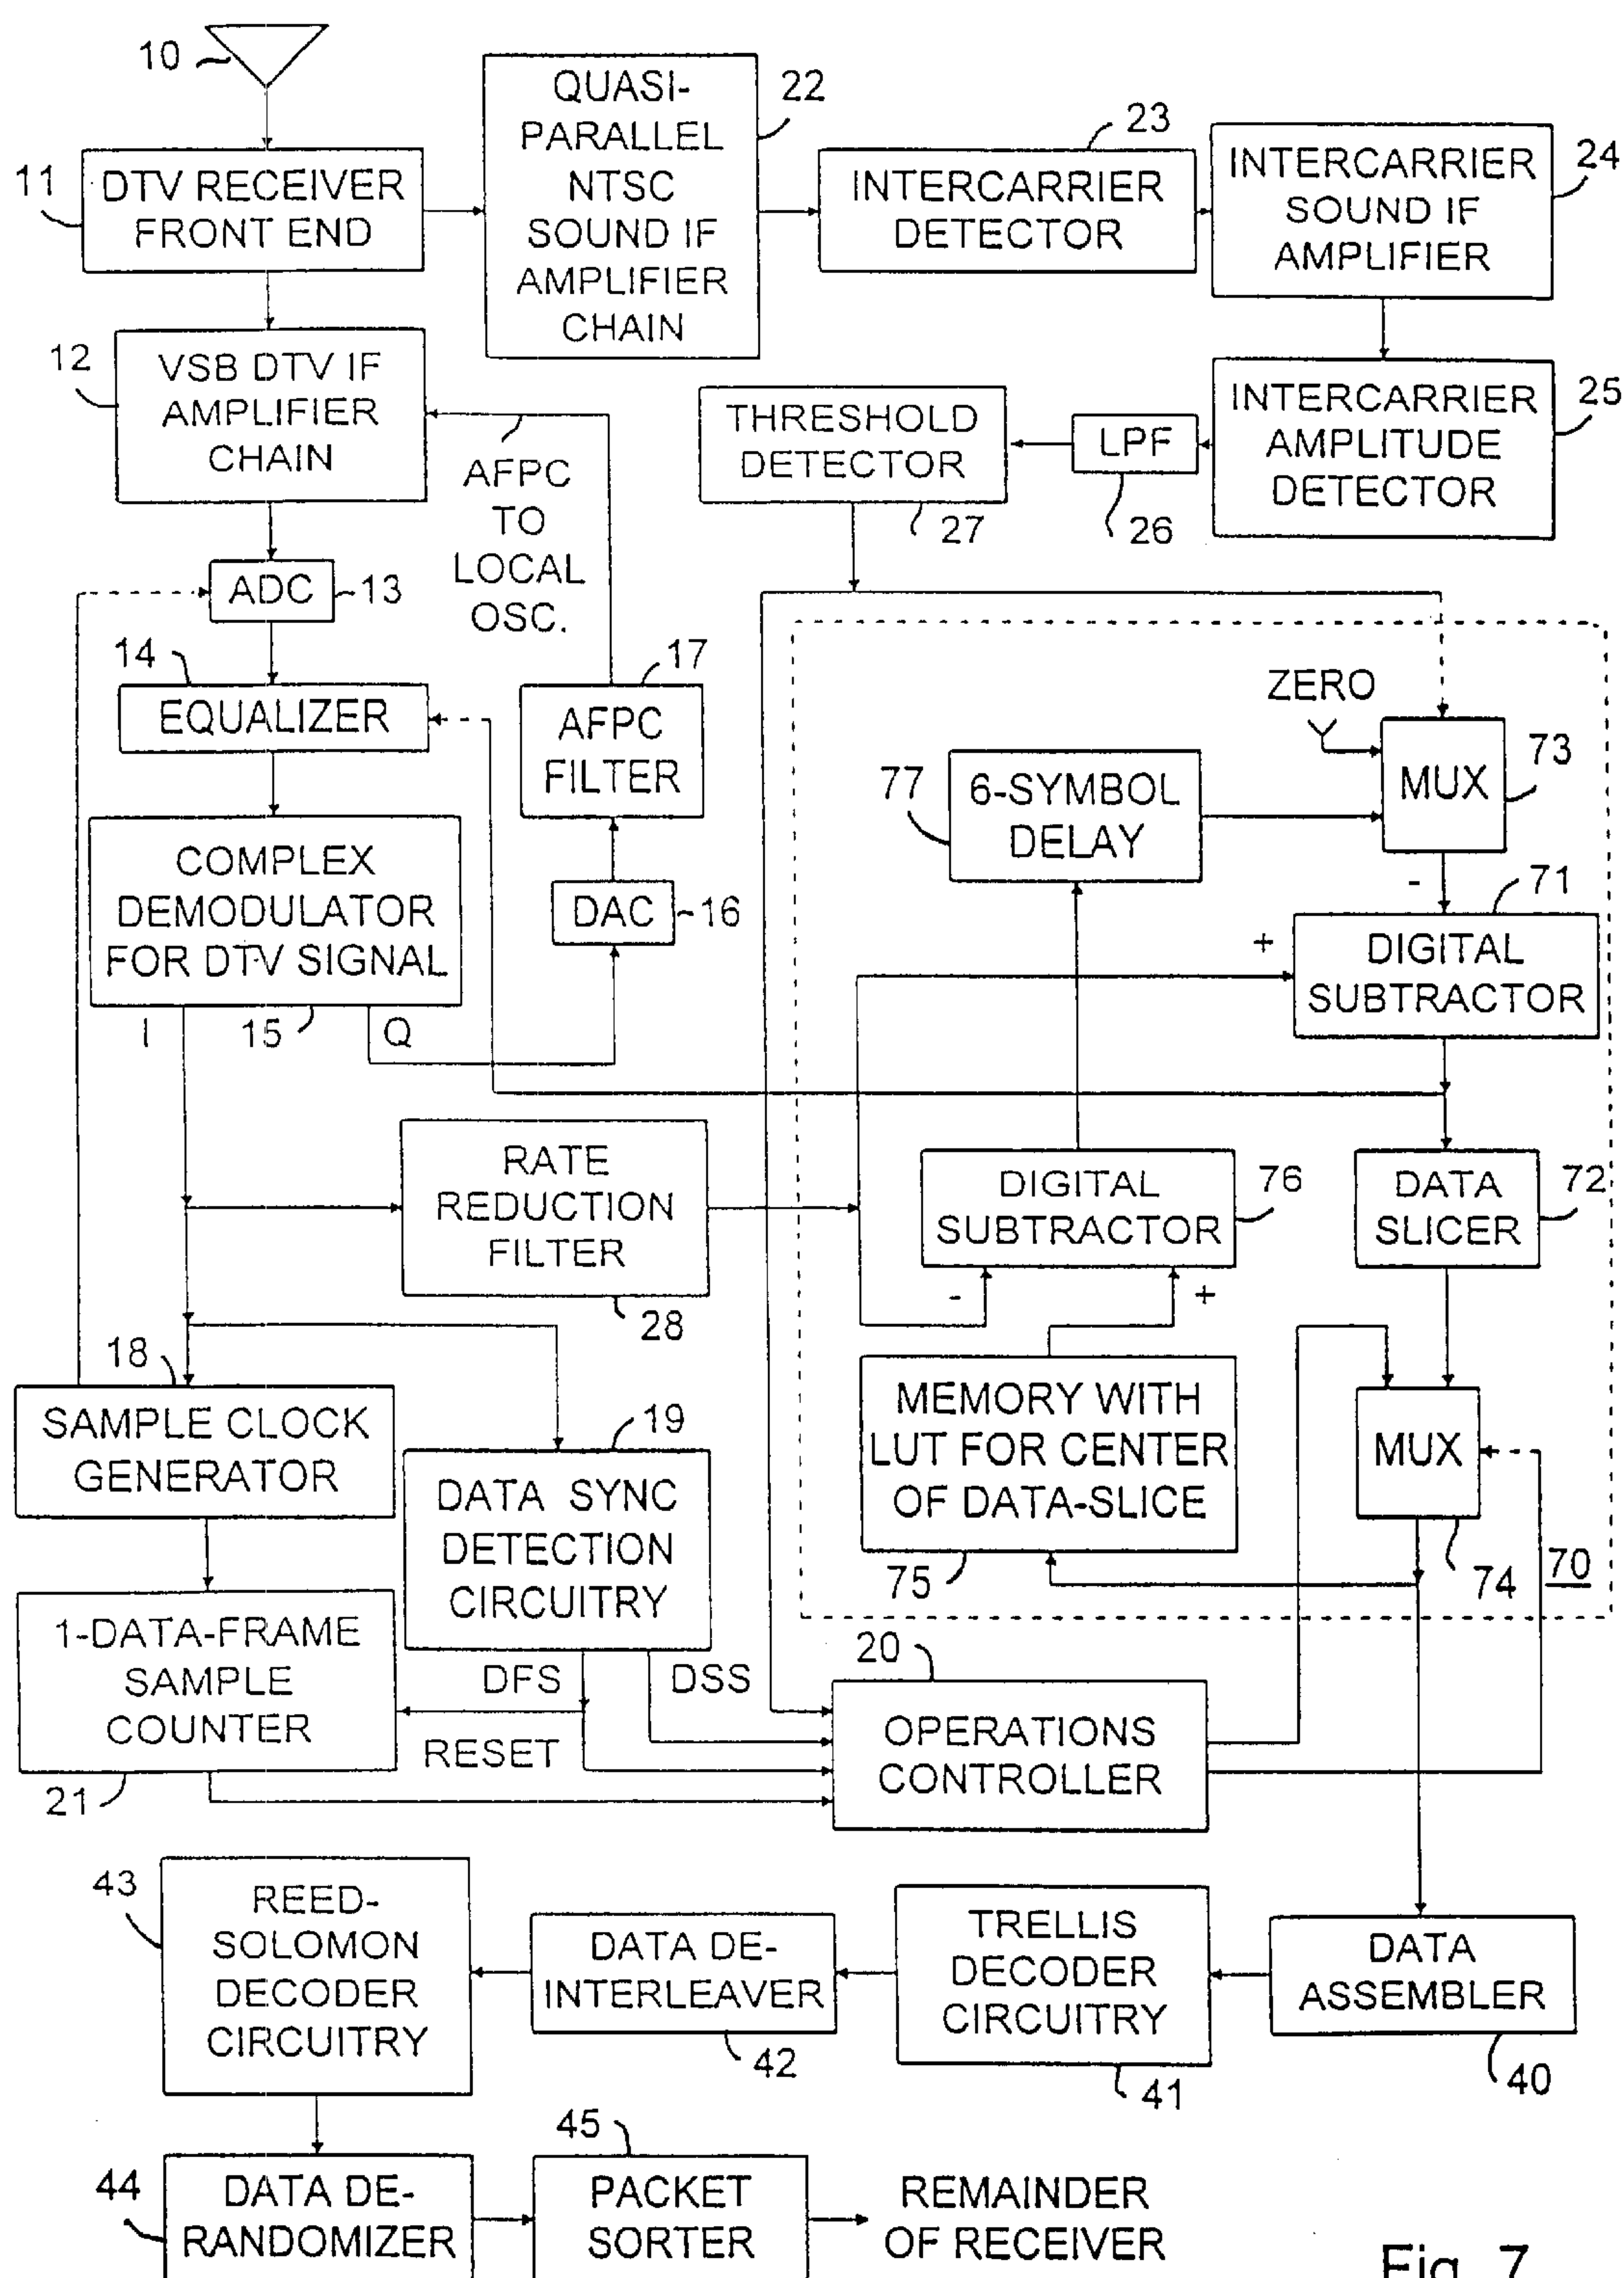 10
QUASI-
PARALLEL
NTSC
SOUND IF
AMPLIFIER
CHAIN
22
23
11
DTV RECEIVER
FRONT END
INTERCARRIER
DETECTOR
INTERCARRIER
SOUND IF
AMPLIFIER
24
12
VSB DTV IF
AMPLIFIER
CHAIN
AFPC
TO
LOCAL
OSC.
THRESHOLD
DETECTOR
27
LPF
26
INTERCARRIER
AMPLITUDE
DETECTOR
25
ADC
13
14
EQUALIZER
17
AFPC
FILTER
ZERO
MUX
73
77
6-SYMBOL
DELAY
COMPLEX
DEMODULATOR
FOR DTV SIGNAL
I
15
Q
DAC
16
-
71
+
DIGITAL
SUBTRACTOR
RATE
REDUCTION
FILTER
28
DIGITAL
SUBTRACTOR
76
-
+
DATA
SLICER
72
18
SAMPLE CLOCK
GENERATOR
19
DATA SYNC
DETECTION
CIRCUITRY
MEMORY WITH
LUT FOR CENTER
OF DATA-SLICE
75
MUX
74
70
1-DATA-FRAME
SAMPLE
COUNTER
21
DFS
DSS
RESET
20
OPERATIONS
CONTROLLER
43
REED-
SOLOMON
DECODER
CIRCUITRY
DATA DE-
INTERLEAVER
42
TRELLIS
DECODER
CIRCUITRY
41
DATA
ASSEMBLER
40
44
DATA DE-
RANDOMIZER
45
PACKET
SORTER
REMAINDER
OF RECEIVER
Fig. 7